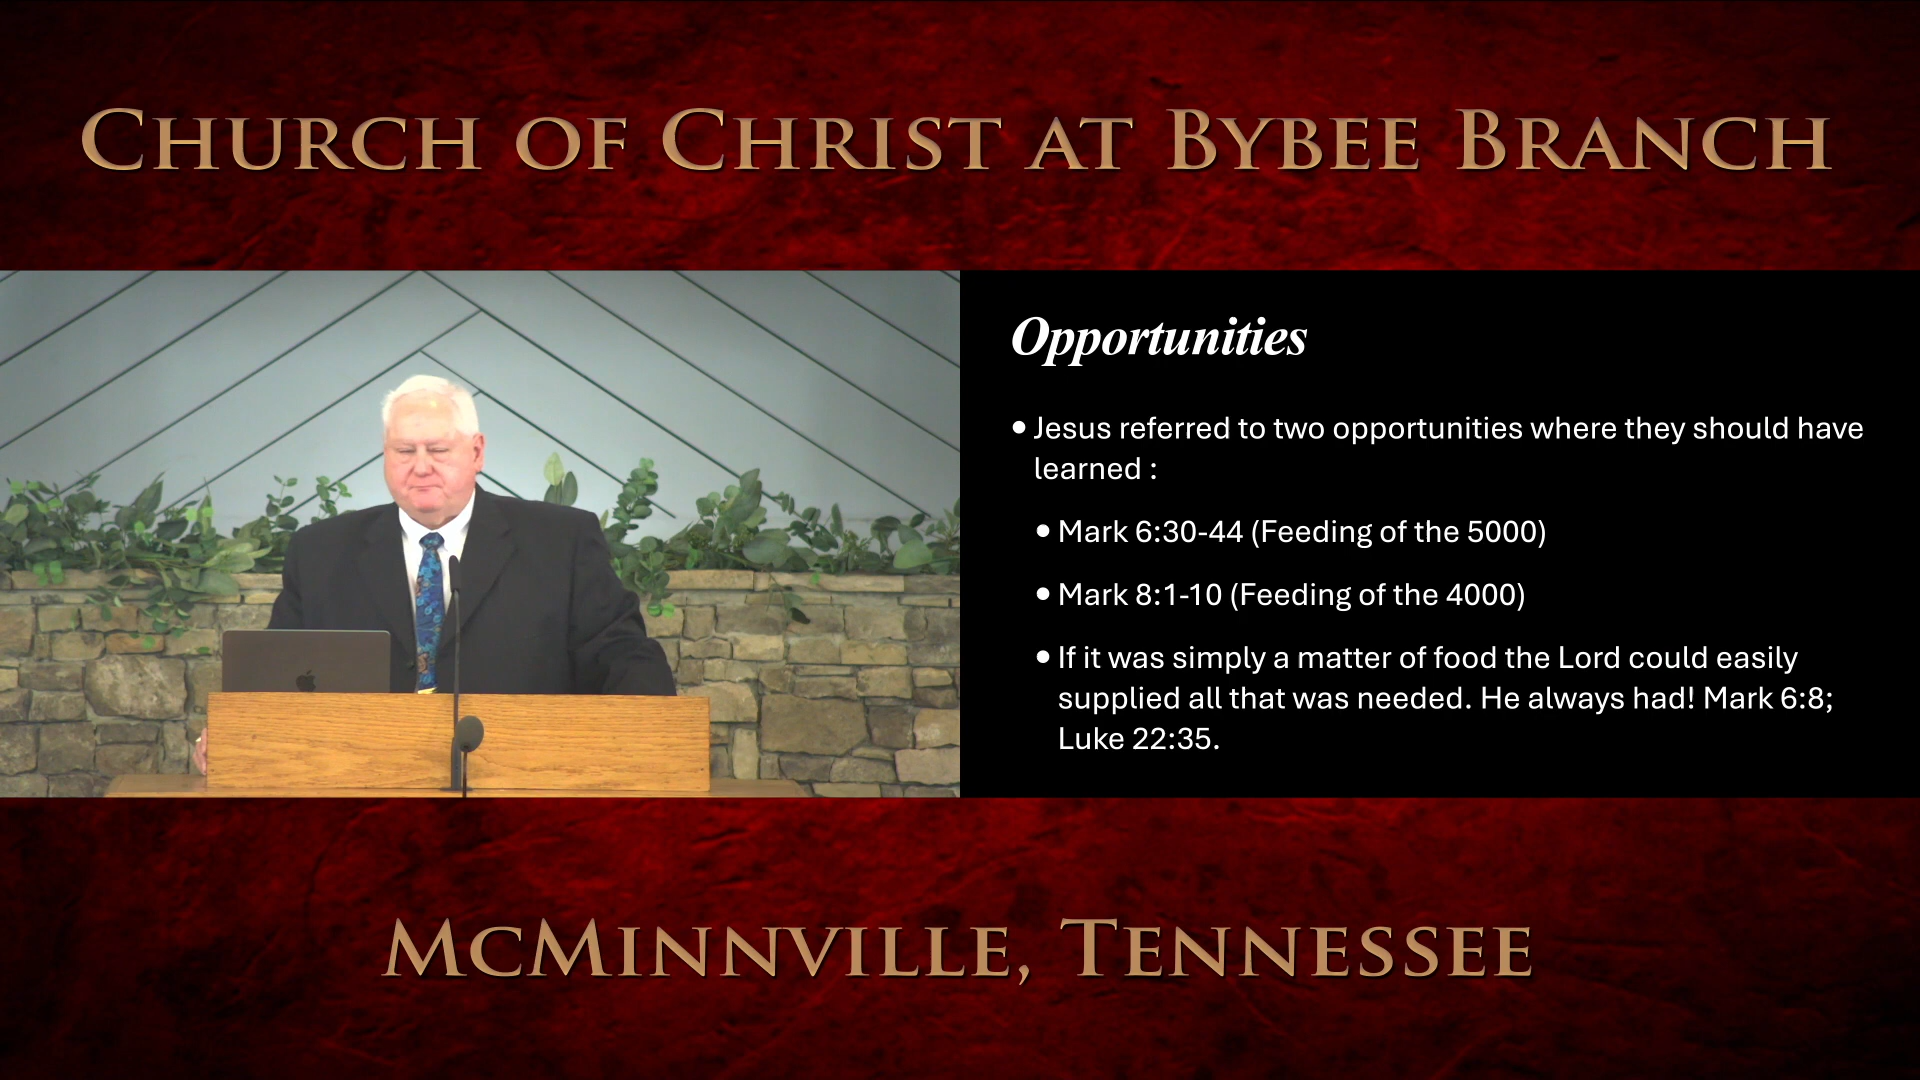 Church of Christ at Bybee Branch
Opportunities
• Jesus referred to two opportunities where they should have
learned :
• Mark 6:30-44 (Feeding of the 5000)
• Mark 8:1-10 (Feeding of the 4000)
• If it was simply a matter of food the Lord could easily
supplied all that was needed. He always had! Mark 6:8;
Luke 22:35.
McMinnville, Tennessee